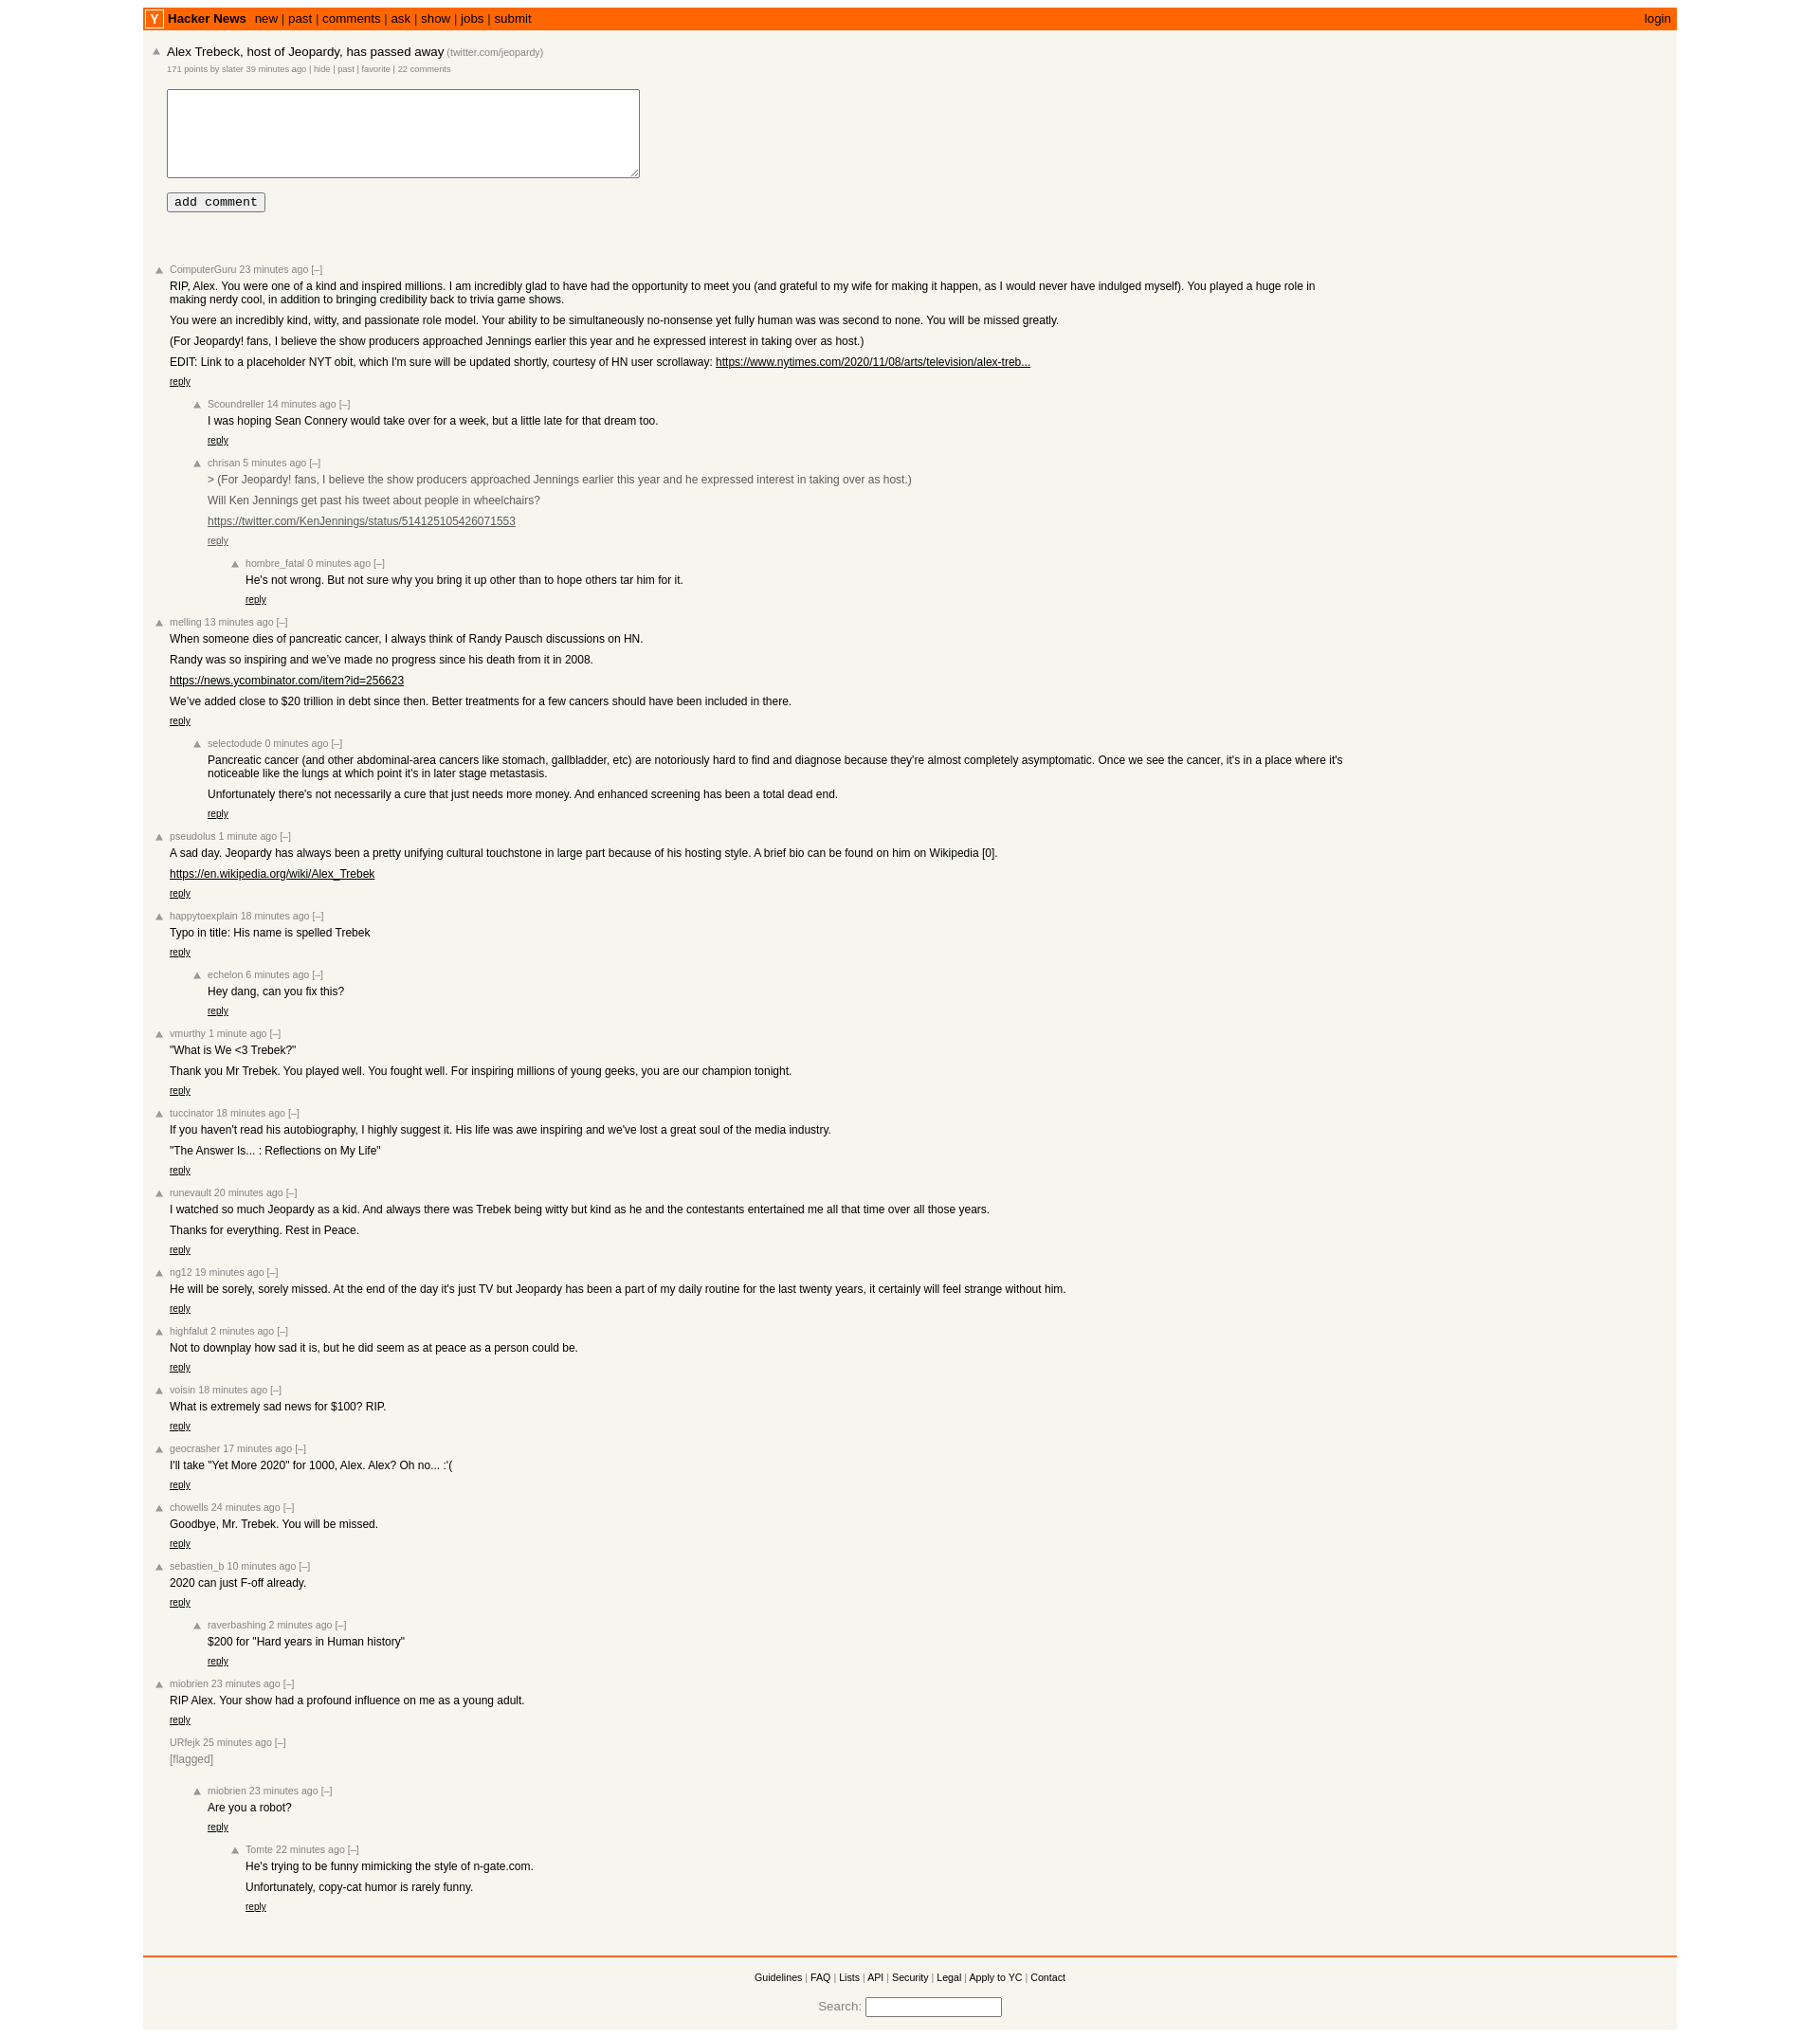 Y Hacker News new | past | comments | ask | show | jobs | submit login
Alex Trebeck, host of Jeopardy, has passed away (twitter.com/jeopardy)
171 points by slater 39 minutes ago | hide | past | favorite | 22 comments
add comment
ComputerGuru 23 minutes ago [–]
RIP, Alex. You were one of a kind and inspired millions. I am incredibly glad to have had the opportunity to meet you (and grateful to my wife for making it happen, as I would never have indulged myself). You played a huge role in
making nerdy cool, in addition to bringing credibility back to trivia game shows.
You were an incredibly kind, witty, and passionate role model. Your ability to be simultaneously no-nonsense yet fully human was was second to none. You will be missed greatly.
(For Jeopardy! fans, I believe the show producers approached Jennings earlier this year and he expressed interest in taking over as host.)
EDIT: Link to a placeholder NYT obit, which I'm sure will be updated shortly, courtesy of HN user scrollaway: https://www.nytimes.com/2020/11/08/arts/television/alex-treb...
reply
Scoundreller 14 minutes ago [–]
I was hoping Sean Connery would take over for a week, but a little late for that dream too.
reply
chrisan 5 minutes ago [–]
> (For Jeopardy! fans, I believe the show producers approached Jennings earlier this year and he expressed interest in taking over as host.)
Will Ken Jennings get past his tweet about people in wheelchairs?
https://twitter.com/KenJennings/status/514125105426071553
reply
hombre_fatal 0 minutes ago [–]
He's not wrong. But not sure why you bring it up other than to hope others tar him for it.
reply
melling 13 minutes ago [–]
When someone dies of pancreatic cancer, I always think of Randy Pausch discussions on HN.
Randy was so inspiring and we've made no progress since his death from it in 2008.
https://news.ycombinator.com/item?id=256623
We've added close to $20 trillion in debt since then. Better treatments for a few cancers should have been included in there.
reply
selectodude 0 minutes ago [–]
Pancreatic cancer (and other abdominal-area cancers like stomach, gallbladder, etc) are notoriously hard to find and diagnose because they're almost completely asymptomatic. Once we see the cancer, it's in a place where it's
noticeable like the lungs at which point it's in later stage metastasis.
Unfortunately there's not necessarily a cure that just needs more money. And enhanced screening has been a total dead end.
reply
pseudolus 1 minute ago [–]
A sad day. Jeopardy has always been a pretty unifying cultural touchstone in large part because of his hosting style. A brief bio can be found on him on Wikipedia [0].
https://en.wikipedia.org/wiki/Alex_Trebek
reply
happytoexplain 18 minutes ago [–]
Typo in title: His name is spelled Trebek
reply
echelon 6 minutes ago [–]
Hey dang, can you fix this?
reply
vmurthy 1 minute ago [–]
"What is We <3 Trebek?"
Thank you Mr Trebek. You played well. You fought well. For inspiring millions of young geeks, you are our champion tonight.
reply
tuccinator 18 minutes ago [–]
If you haven't read his autobiography, I highly suggest it. His life was awe inspiring and we've lost a great soul of the media industry.
"The Answer Is... : Reflections on My Life"
reply
runevault 20 minutes ago [–]
I watched so much Jeopardy as a kid. And always there was Trebek being witty but kind as he and the contestants entertained me all that time over all those years.
Thanks for everything. Rest in Peace.
reply
ng12 19 minutes ago [–]
He will be sorely, sorely missed. At the end of the day it's just TV but Jeopardy has been a part of my daily routine for the last twenty years, it certainly will feel strange without him.
reply
highfalut 2 minutes ago [–]
Not to downplay how sad it is, but he did seem as at peace as a person could be.
reply
voisin 18 minutes ago [–]
What is extremely sad news for $100? RIP.
reply
geocrasher 17 minutes ago [–]
I'll take "Yet More 2020" for 1000, Alex. Alex? Oh no... :'(
reply
chowells 24 minutes ago [–]
Goodbye, Mr. Trebek. You will be missed.
reply
sebastien_b 10 minutes ago [–]
2020 can just F-off already.
reply
raverbashing 2 minutes ago [–]
$200 for "Hard years in Human history"
reply
miobrien 23 minutes ago [–]
RIP Alex. Your show had a profound influence on me as a young adult.
reply
URfejk 25 minutes ago [–]
[flagged]
miobrien 23 minutes ago [–]
Are you a robot?
reply
Tomte 22 minutes ago [–]
He's trying to be funny mimicking the style of n-gate.com.
Unfortunately, copy-cat humor is rarely funny.
reply
Guidelines | FAQ | Lists | API | Security | Legal | Apply to YC | Contact
Search: